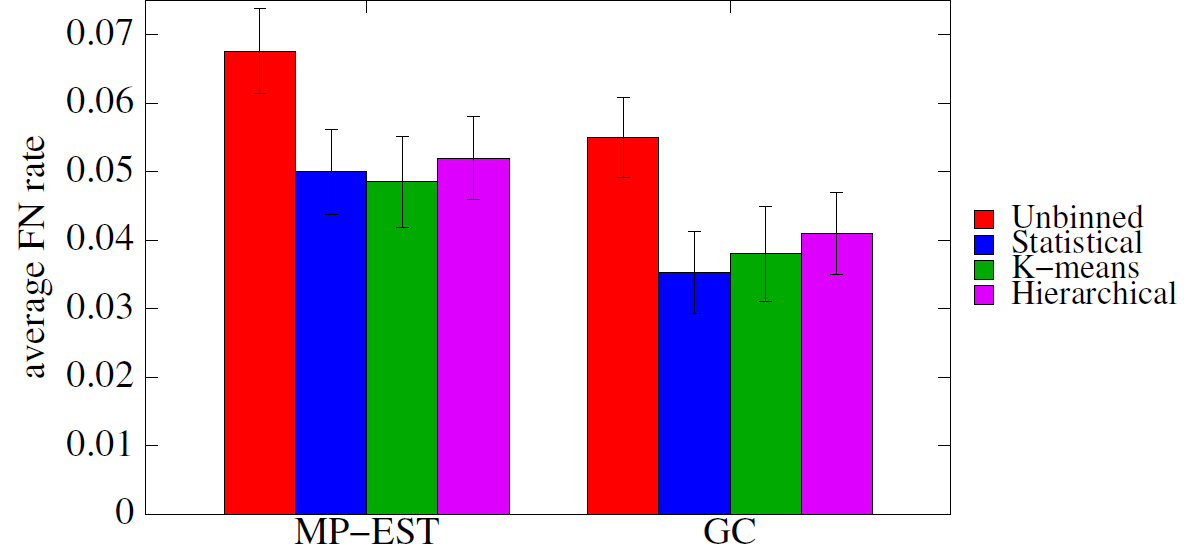 average FN rate
0.07
0.06
0.05
0.04
0.03
0.02
0.01
0
MP−EST
GC
Unbinned
Statistical
K−means
Hierarchical